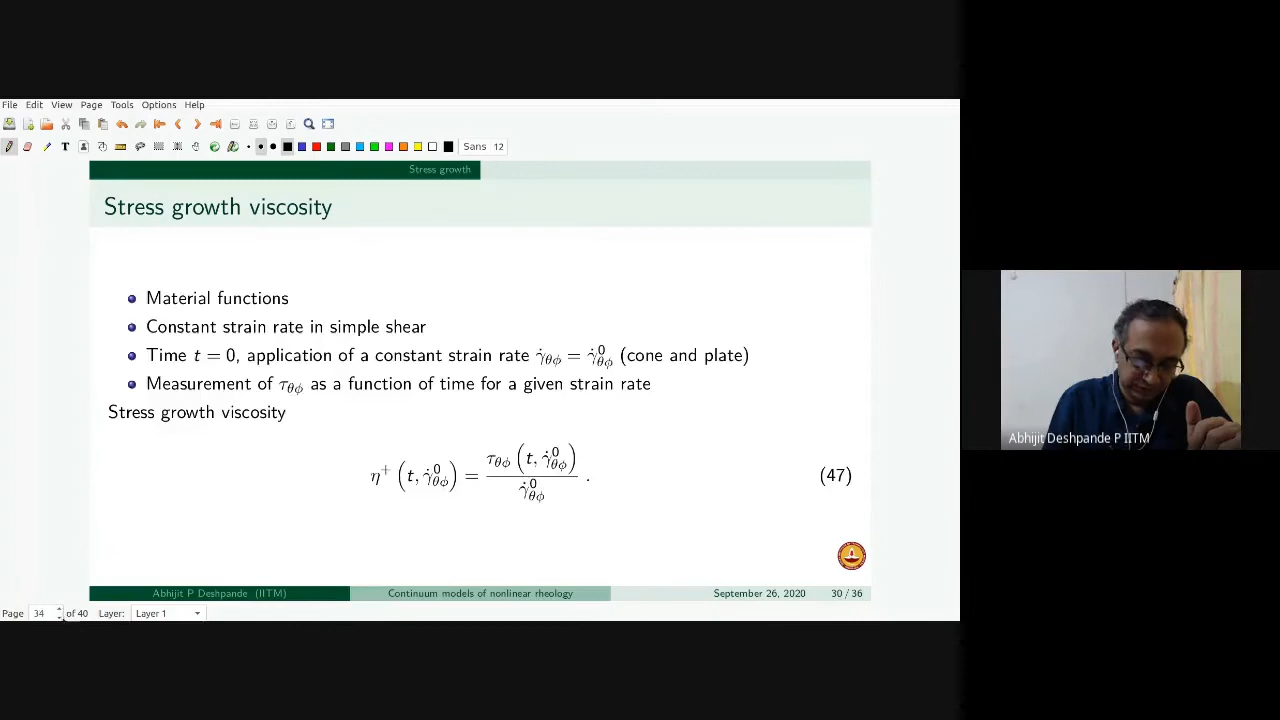 File Edit View Page Tools Options Help
Sans 12
Stress growth
Stress growth viscosity
Material functions
Constant strain rate in simple shear
Time t = 0, application of a constant strain rate γ̇θϕ = γ̇⁰θϕ (cone and plate)
Measurement of τθϕ as a function of time for a given strain rate
Stress growth viscosity
η⁺ (t, γ̇⁰θϕ) = τθϕ (t, γ̇⁰θϕ) / γ̇⁰θϕ . (47)
Abhijit P Deshpande (IITM) Continuum models of nonlinear rheology September 26, 2020 30 / 36
Page 34 of 40 Layer: Layer 1
Abhijit Deshpande P IITM